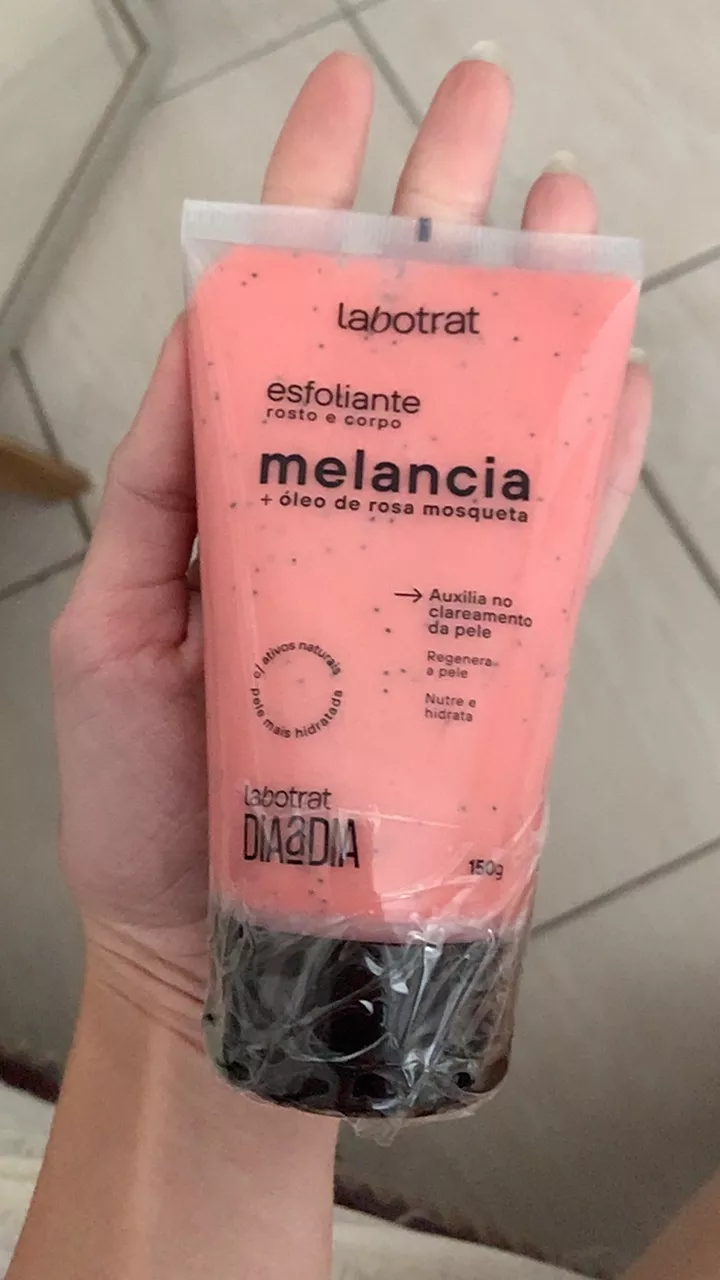 labotrat
esfoliante
rosto e corpo
melancia
+ óleo de rosa mosqueta
→ Auxilia no
clareamento
da pele
Regenera
a pele
Nutre e
hidrata
c/ ativos naturais
pele mais hidratada
labotrat
DIAaDIA
150g